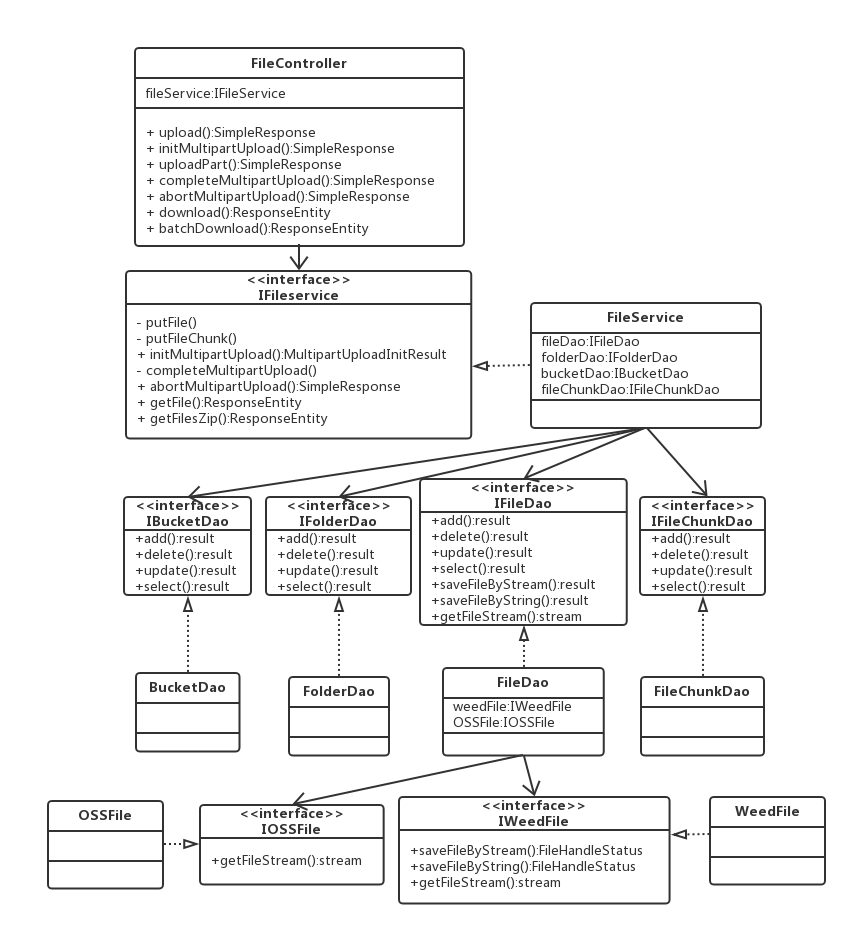 FileController
fileService:IFileService
+ upload():SimpleResponse
+ initMultipartUpload():SimpleResponse
+ uploadPart():SimpleResponse
+ completeMultipartUpload():SimpleResponse
+ abortMultipartUpload():SimpleResponse
+ download():ResponseEntity
+ batchDownload():ResponseEntity
<<interface>>
IFileservice
- putFile()
- putFileChunk()
+ initMultipartUpload():MultipartUploadInitResult
- completeMultipartUpload()
+ abortMultipartUpload():SimpleResponse
+ getFile():ResponseEntity
+ getFilesZip():ResponseEntity
FileService
fileDao:IFileDao
folderDao:IFolderDao
bucketDao:IBucketDao
fileChunkDao:IFileChunkDao
<<interface>>
IBucketDao
+add():result
+delete():result
+update():result
+select():result
<<interface>>
IFolderDao
+add():result
+delete():result
+update():result
+select():result
<<interface>>
IFileDao
+add():result
+delete():result
+update():result
+select():result
+saveFileByStream():result
+saveFileByString():result
+getFileStream():stream
<<interface>>
IFileChunkDao
+add():result
+delete():result
+update():result
+select():result
BucketDao
FolderDao
FileDao
weedFile:IWeedFile
OSSFile:IOSSFile
FileChunkDao
OSSFile
<<interface>>
IOSSFile
+getFileStream():stream
<<interface>>
IWeedFile
+saveFileByStream():FileHandleStatus
+saveFileByString():FileHandleStatus
+getFileStream():stream
WeedFile